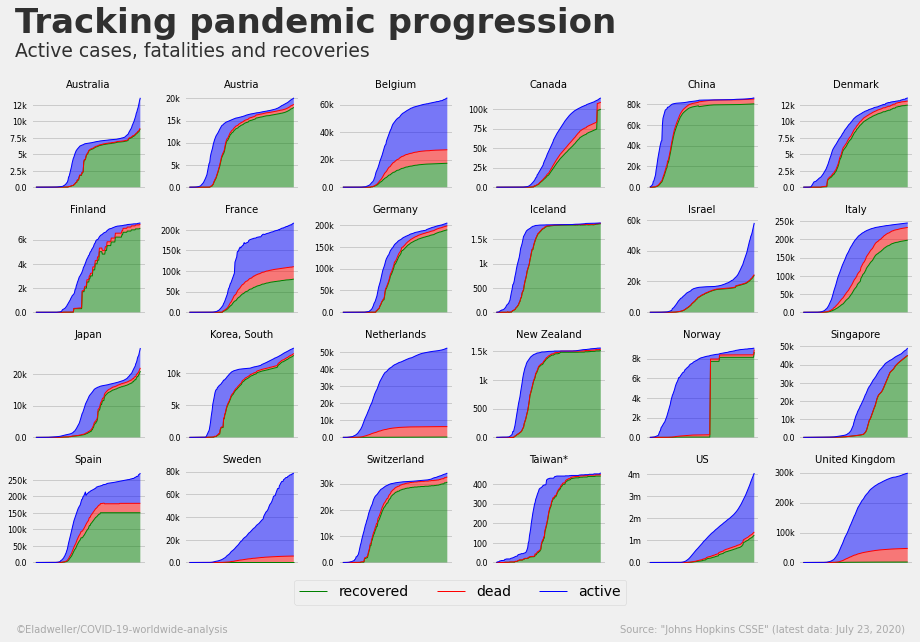 Tracking pandemic progression
Active cases, fatalities and recoveries
Australia Austria Belgium Canada China Denmark
12k
10k
7.5k
5k
2.5k
0.0
20k
15k
10k
5k
0.0
60k
40k
20k
0.0
100k
75k
50k
25k
0.0
80k
60k
40k
20k
0.0
12k
10k
7.5k
5k
2.5k
0.0
Finland France Germany Iceland Israel Italy
6k
4k
2k
0.0
200k
150k
100k
50k
0.0
200k
150k
100k
50k
0.0
1.5k
1k
500
0.0
60k
40k
20k
0.0
250k
200k
150k
100k
50k
0.0
Japan Korea, South Netherlands New Zealand Norway Singapore
20k
10k
0.0
10k
5k
0.0
50k
40k
30k
20k
10k
0.0
1.5k
1k
500
0.0
8k
6k
4k
2k
0.0
50k
40k
30k
20k
10k
0.0
Spain Sweden Switzerland Taiwan* US United Kingdom
250k
200k
150k
100k
50k
0.0
80k
60k
40k
20k
0.0
30k
20k
10k
0.0
400
300
200
100
0.0
4m
3m
2m
1m
0.0
300k
200k
100k
0.0
recovered dead active
©Eladweller/COVID-19-worldwide-analysis
Source: "Johns Hopkins CSSE" (latest data: July 23, 2020)